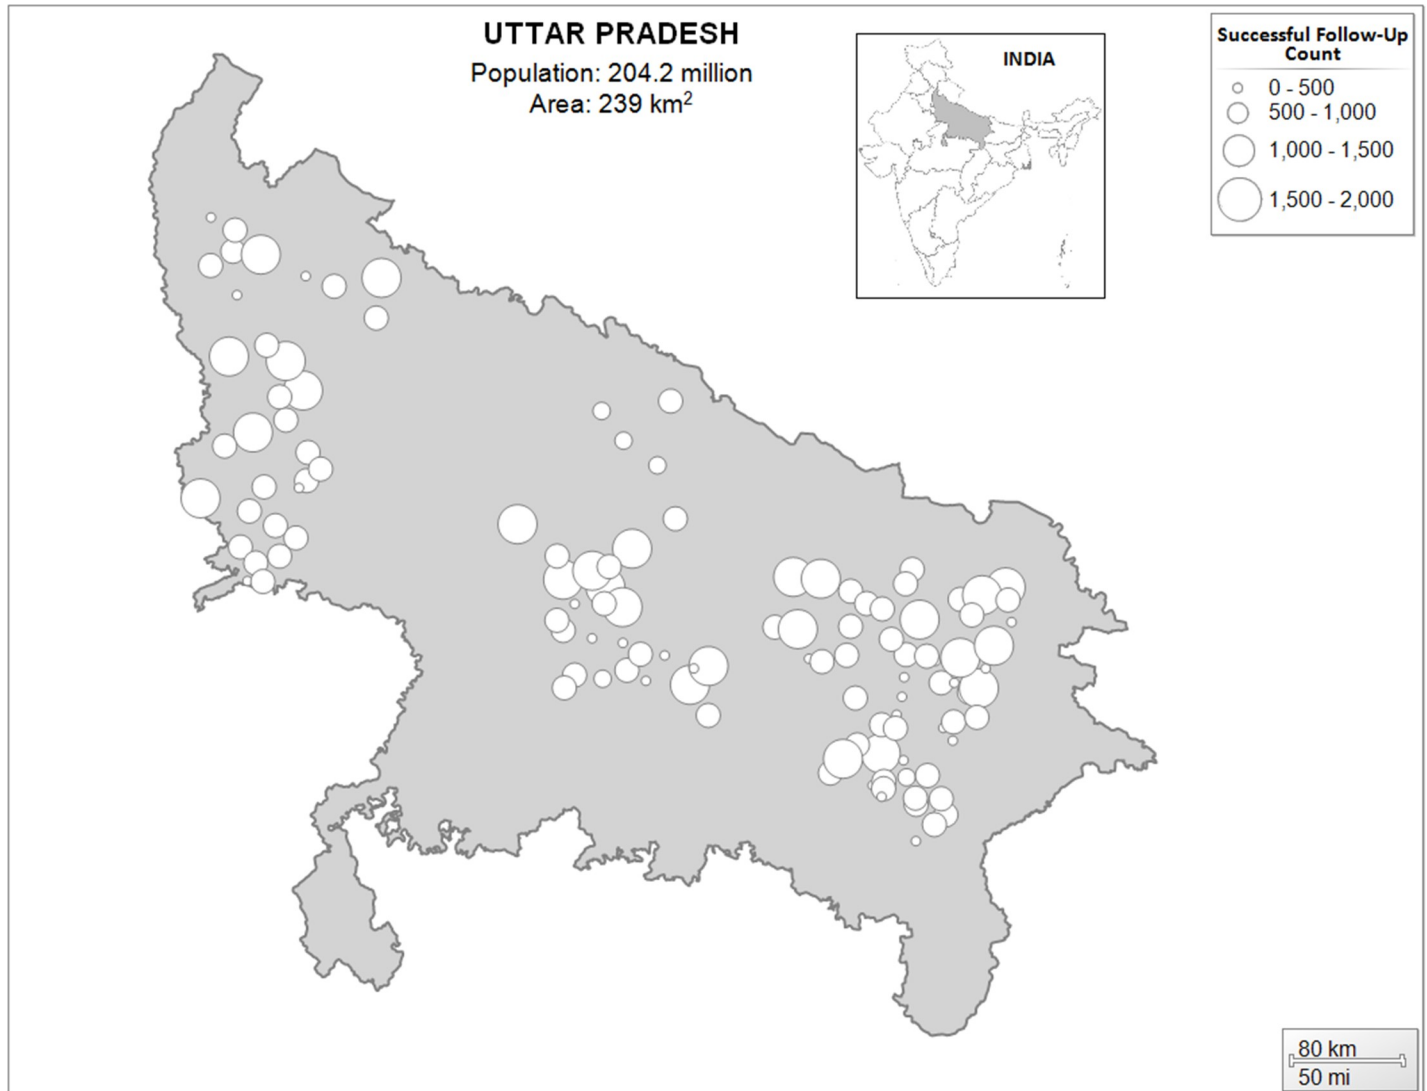 UTTAR PRADESH
Population: 204.2 million
Area: 239 km²
INDIA
Successful Follow-Up
Count
0 - 500
500 - 1,000
1,000 - 1,500
1,500 - 2,000
80 km
50 mi